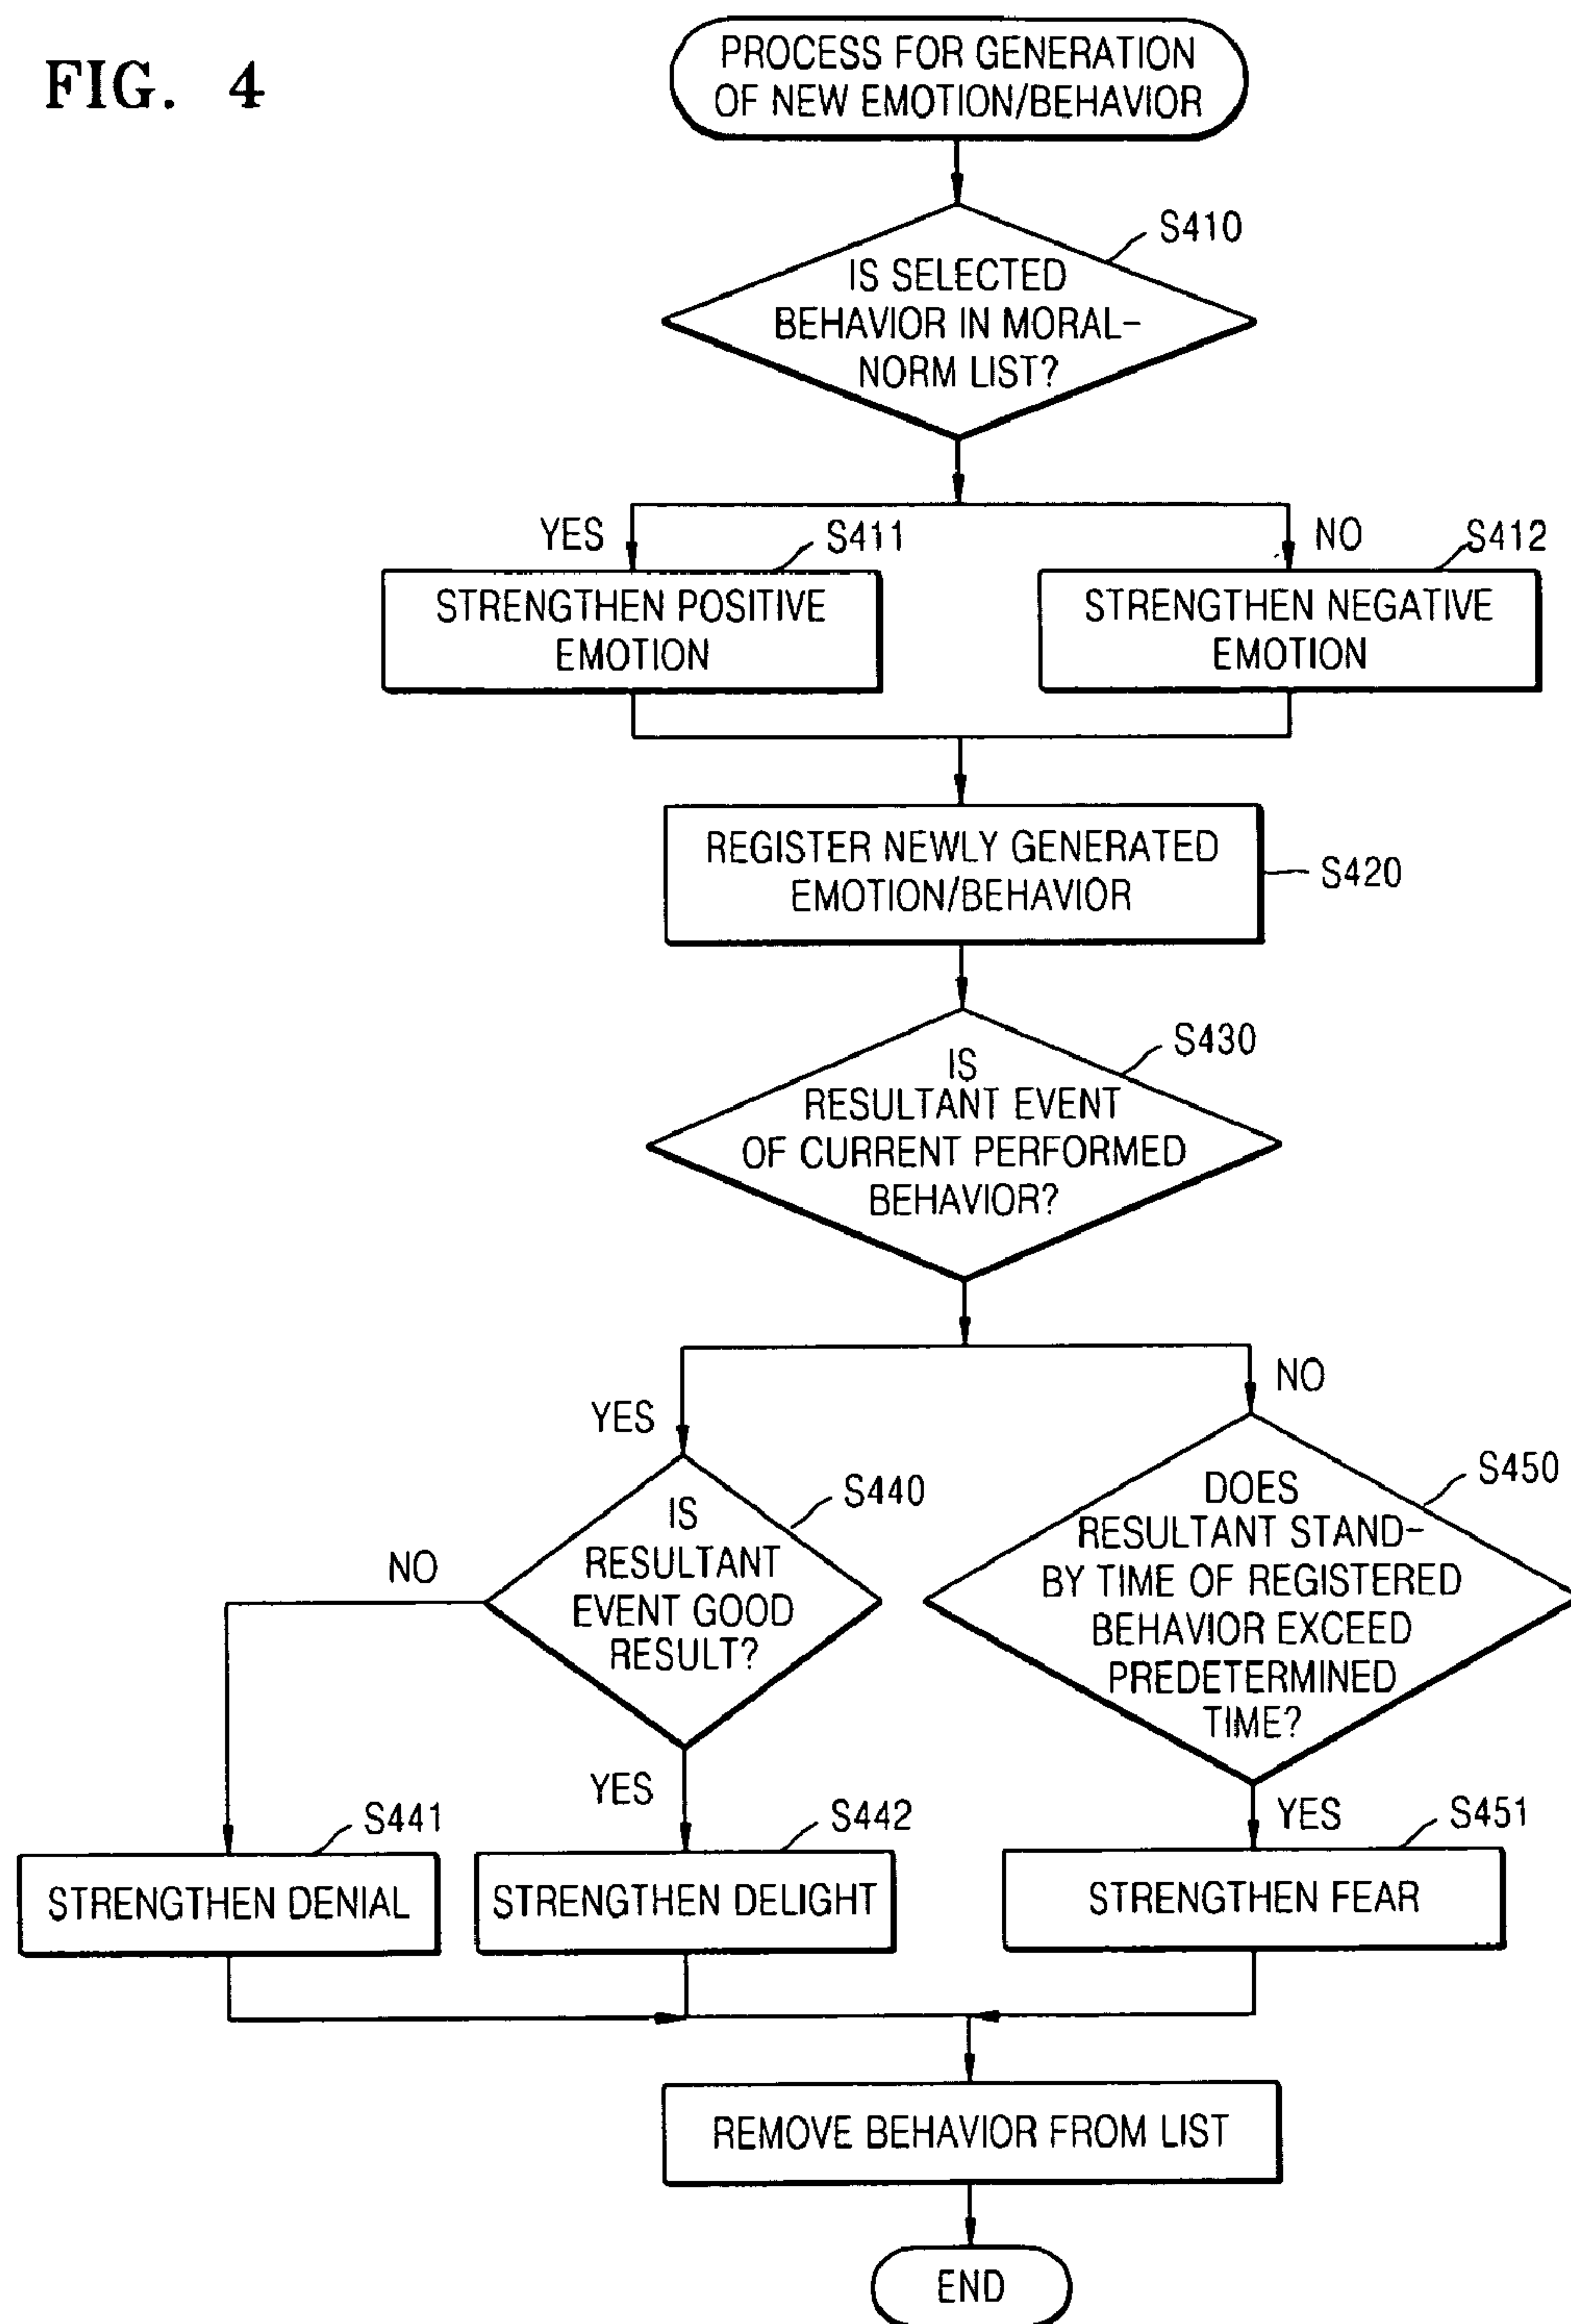 FIG. 4
PROCESS FOR GENERATION
OF NEW EMOTION/BEHAVIOR
S410
IS SELECTED
BEHAVIOR IN MORAL-
NORM LIST?
YES
S411
NO
S412
STRENGTHEN POSITIVE
EMOTION
STRENGTHEN NEGATIVE
EMOTION
REGISTER NEWLY GENERATED
EMOTION/BEHAVIOR
S420
S430
IS
RESULTANT EVENT
OF CURRENT PERFORMED
BEHAVIOR?
YES
NO
S440
IS
RESULTANT
EVENT GOOD
RESULT?
NO
S450
DOES
RESULTANT STAND-
BY TIME OF REGISTERED
BEHAVIOR EXCEED
PREDETERMINED
TIME?
YES
YES
S441
S442
S451
STRENGTHEN DENIAL
STRENGTHEN DELIGHT
STRENGTHEN FEAR
REMOVE BEHAVIOR FROM LIST
END